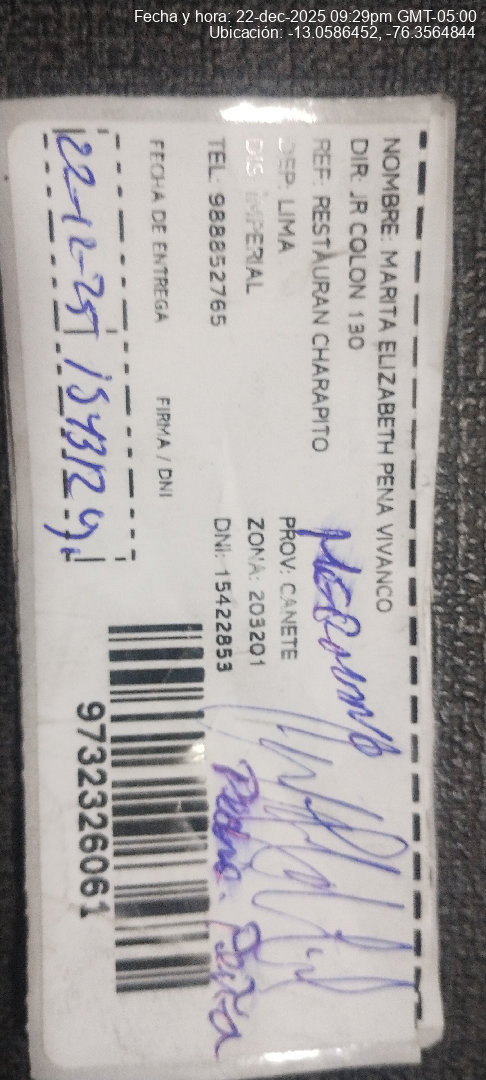 Fecha y hora: 22-dec-2025 09:29pm GMT-05:00
Ubicación: -13.0586452, -76.3564844
NOMBRE: MARITA ELIZABETH PENA VIVANCO
DIR: JR COLON 130
REF: RESTAURAN CHARAPITO
DEP: LIMA PROV: CANETE
DIS: IMPERIAL ZONA: 203201
TEL: 988852765 DNI: 15422853
FECHA DE ENTREGA FIRMA / DNI
22-12-25
9732326061